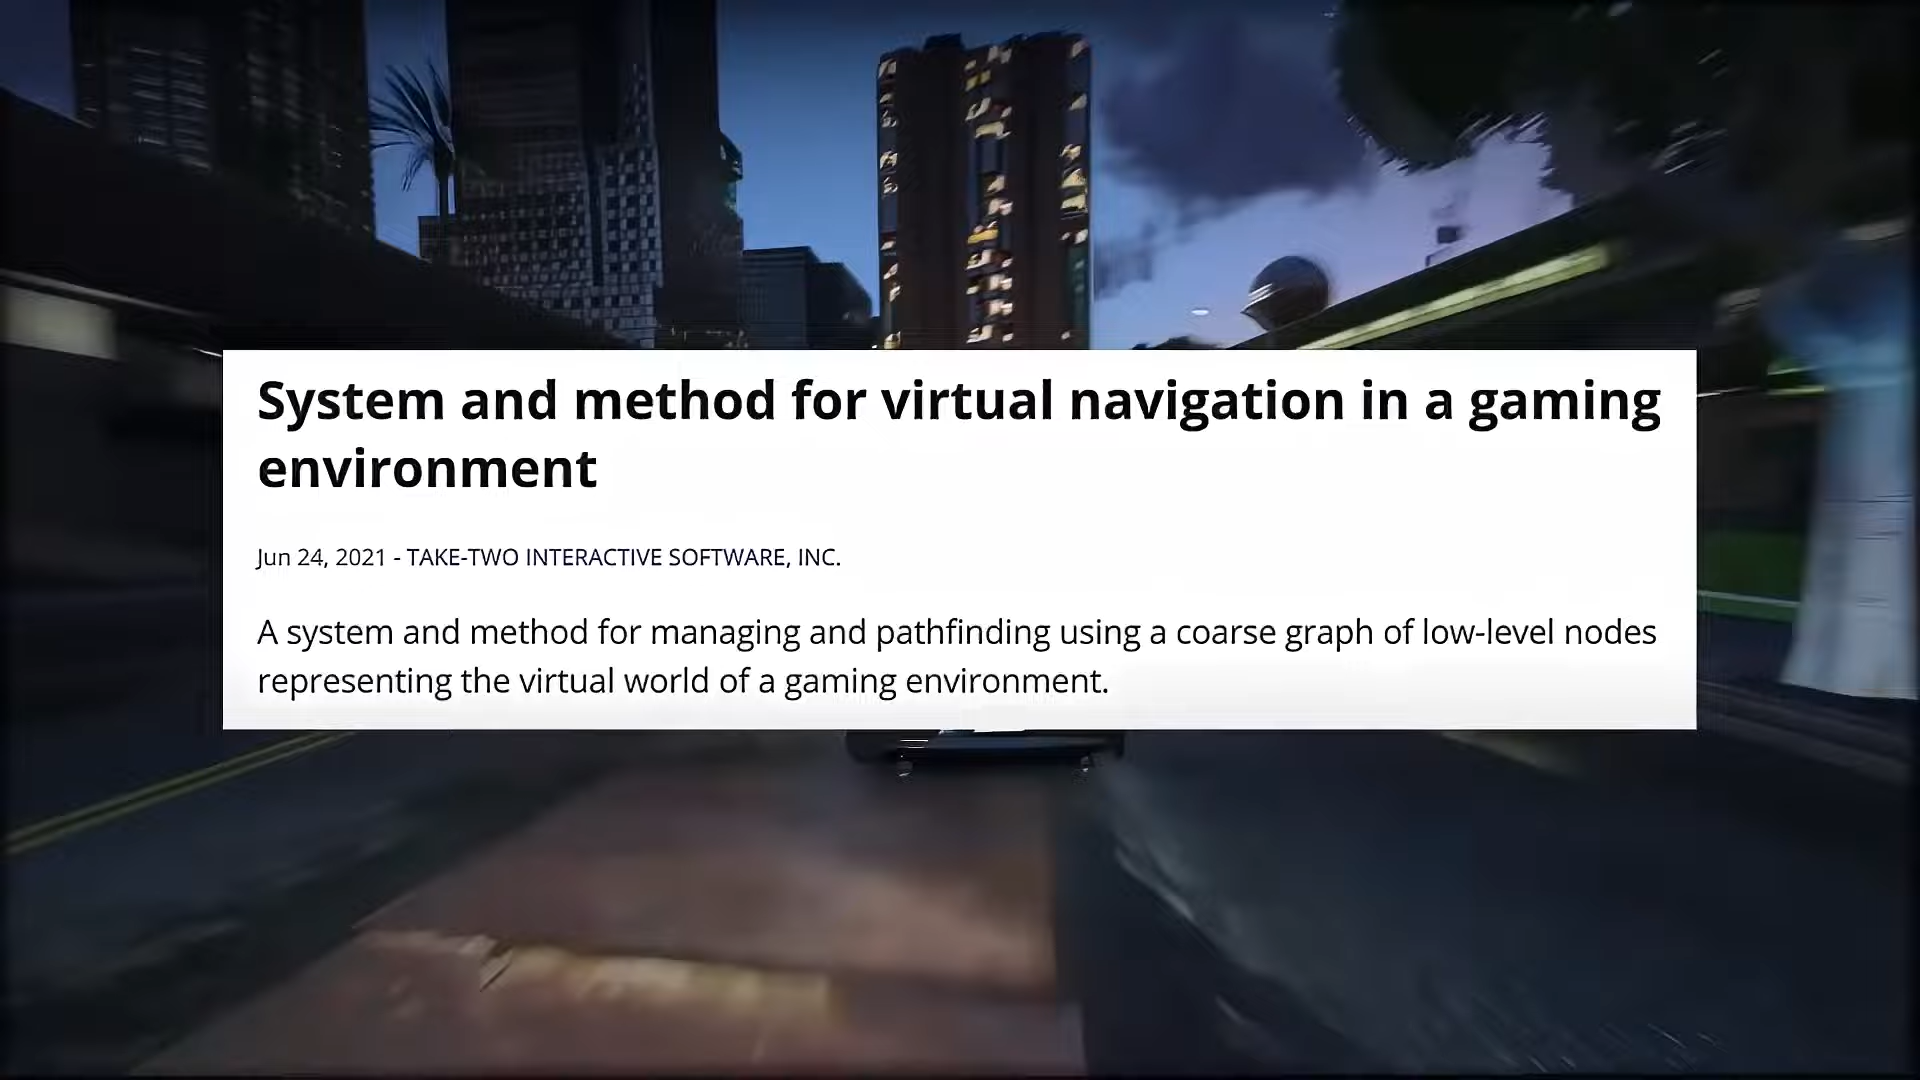 System and method for virtual navigation in a gaming
environment
Jun 24, 2021 - TAKE-TWO INTERACTIVE SOFTWARE, INC.
A system and method for managing and pathfinding using a coarse graph of low-level nodes
representing the virtual world of a gaming environment.